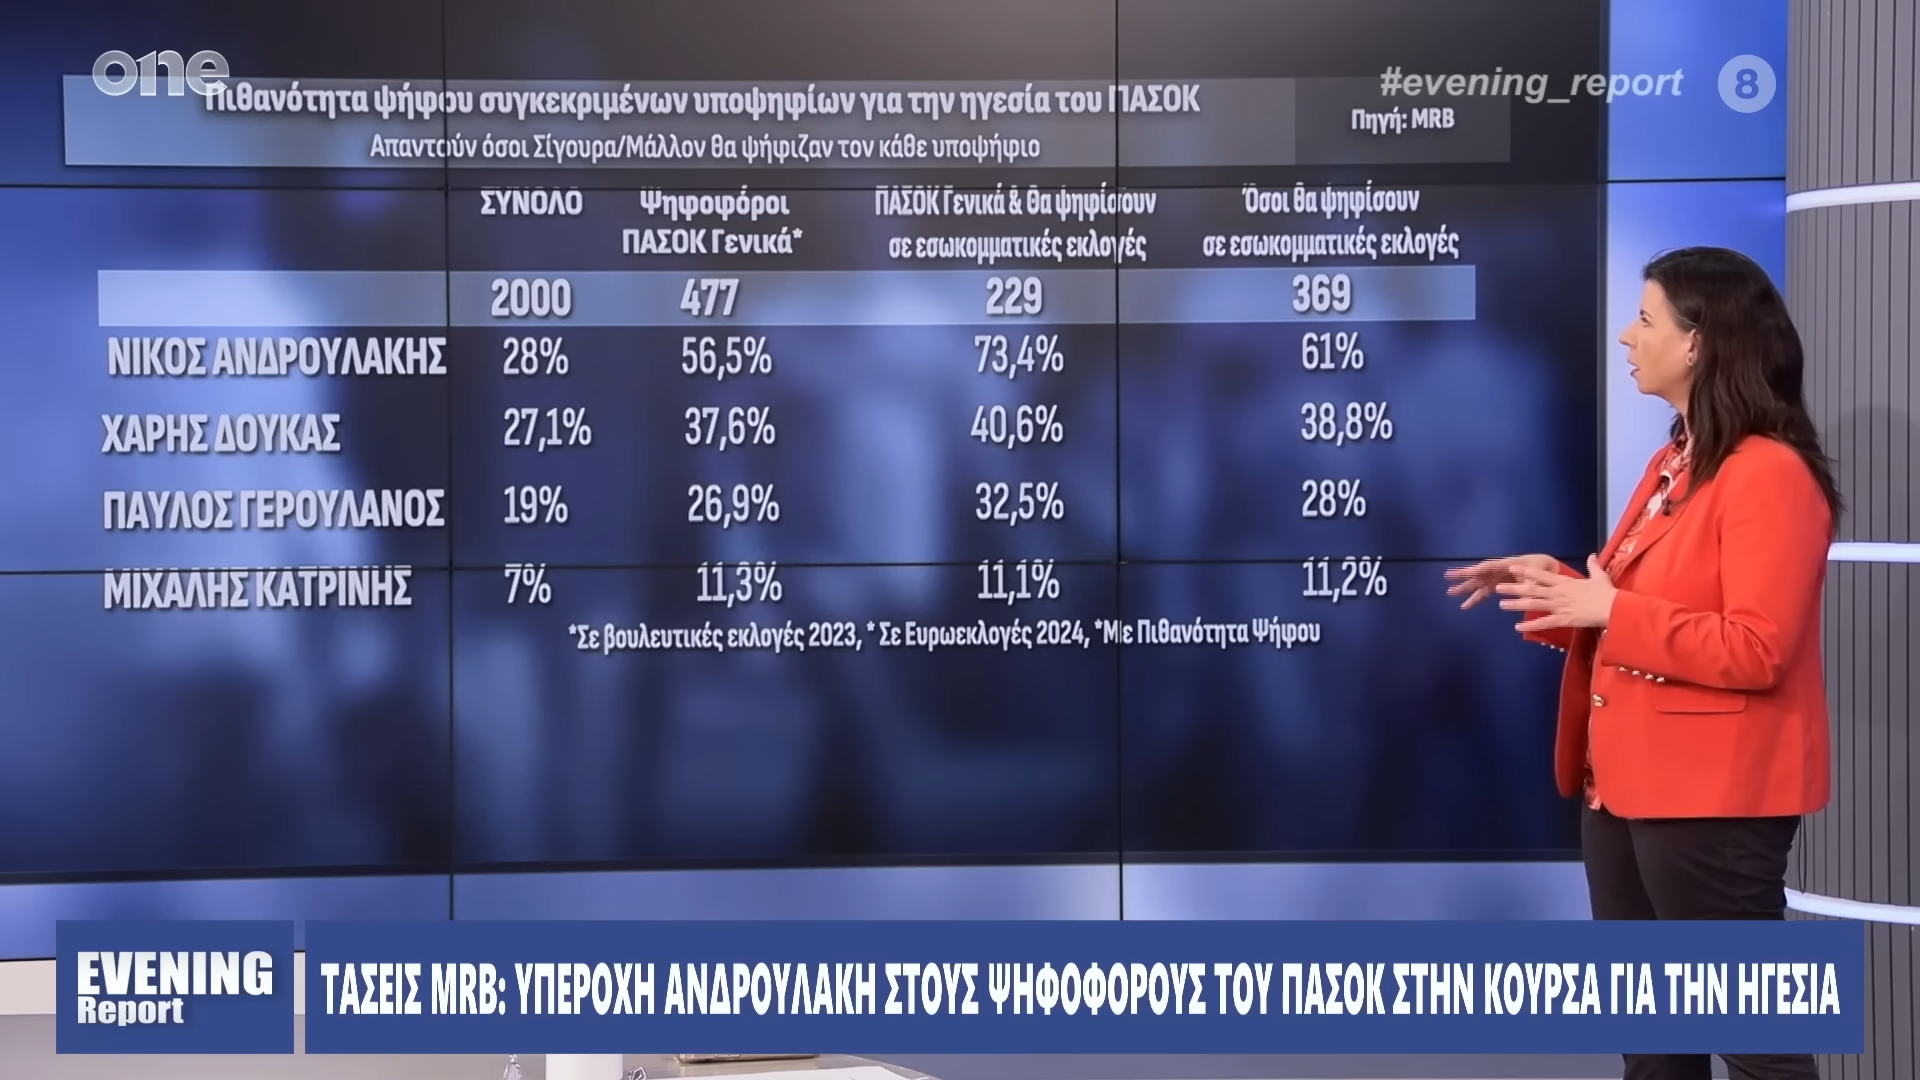 one
#evening_report 8
Πιθανότητα ψήφου συγκεκριμένων υποψηφίων για την ηγεσία του ΠΑΣΟΚ
Πηγή: MRB
Απαντούν όσοι Σίγουρα/Μάλλον θα ψήφιζαν τον κάθε υποψήφιο
ΣΥΝΟΛΟ
Ψηφοφόροι
ΠΑΣΟΚ Γενικά*
ΠΑΣΟΚ Γενικά & Θα ψηφίσουν
σε εσωκομματικές εκλογές
Όσοι θα ψηφίσουν
σε εσωκομματικές εκλογές
2000 477 229 369
ΝΙΚΟΣ ΑΝΔΡΟΥΛΑΚΗΣ 28% 56,5% 73,4% 61%
ΧΑΡΗΣ ΔΟΥΚΑΣ 27,1% 37,6% 40,6% 38,8%
ΠΑΥΛΟΣ ΓΕΡΟΥΛΑΝΟΣ 19% 26,9% 32,5% 28%
ΜΙΧΑΛΗΣ ΚΑΤΡΙΝΗΣ 7% 11,3% 11,1% 11,2%
*Σε βουλευτικές εκλογές 2023, * Σε Ευρωεκλογές 2024, *Με Πιθανότητα Ψήφου
EVENING
Report
ΤΑΣΕΙΣ MRB: ΥΠΕΡΟΧΗ ΑΝΔΡΟΥΛΑΚΗ ΣΤΟΥΣ ΨΗΦΟΦΟΡΟΥΣ ΤΟΥ ΠΑΣΟΚ ΣΤΗΝ ΚΟΥΡΣΑ ΓΙΑ ΤΗΝ ΗΓΕΣΙΑ